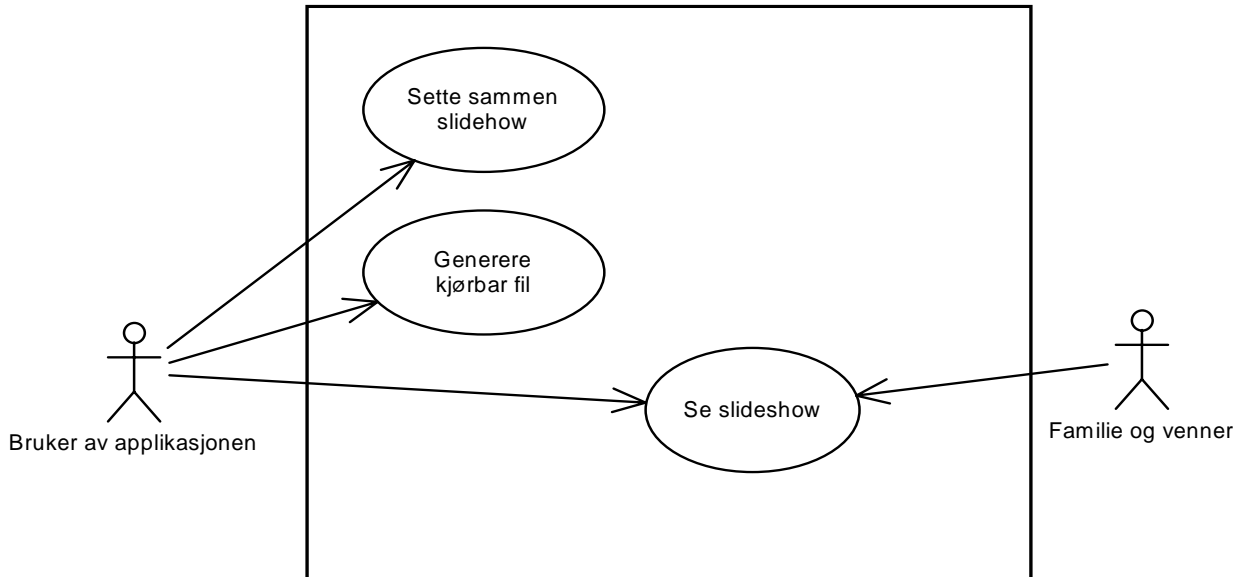 Sette sammen
slidehow
Generere
kjørbar fil
Se slideshow
Bruker av applikasjonen
Familie og venner